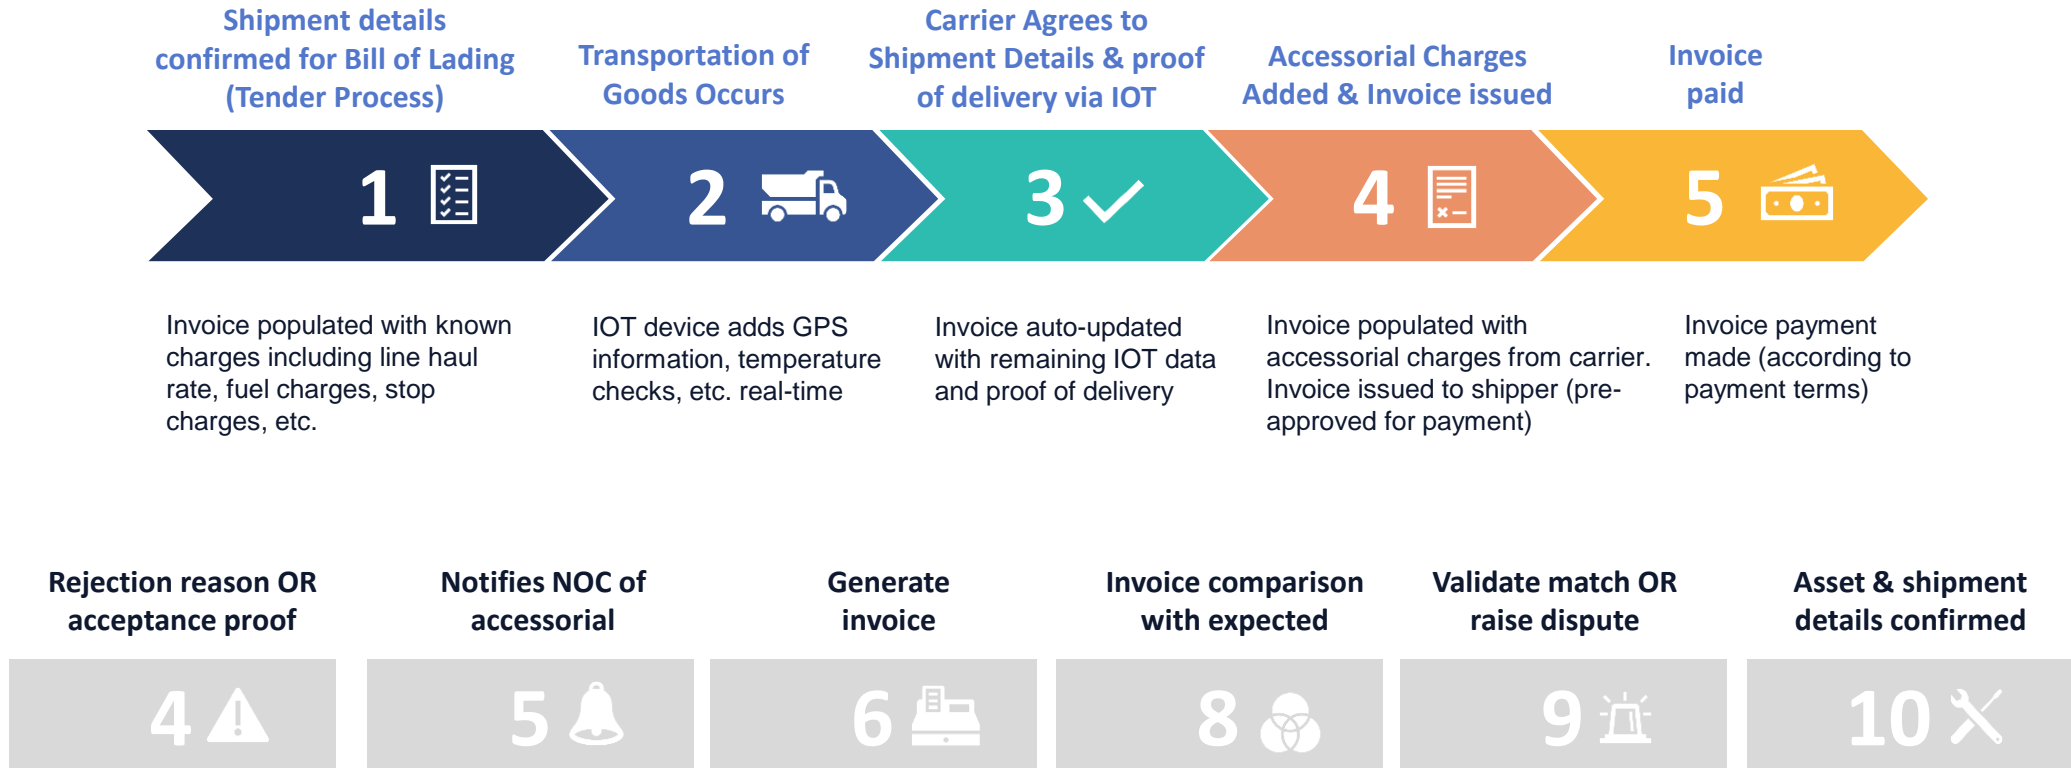 Shipment details
confirmed for Bill of Lading
(Tender Process)
Transportation of
Goods Occurs
Carrier Agrees to
Shipment Details & proof
of delivery via IOT
Accessorial Charges
Added & Invoice issued
Invoice
paid
1
2
3
4
5
Invoice populated with known
charges including line haul
rate, fuel charges, stop
charges, etc.
IOT device adds GPS
information, temperature
checks, etc. real-time
Invoice auto-updated
with remaining IOT data
and proof of delivery
Invoice populated with
accessorial charges from carrier.
Invoice issued to shipper (pre-
approved for payment)
Invoice payment
made (according to
payment terms)
Rejection reason OR
acceptance proof
Notifies NOC of
accessorial
Generate
invoice
Invoice comparison
with expected
Validate match OR
raise dispute
Asset & shipment
details confirmed
4
5
6
8
9
10